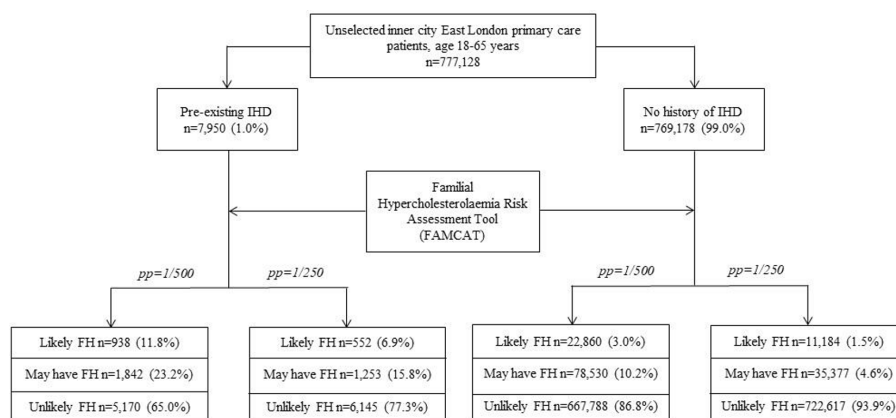 Unselected inner city East London primary care
patients, age 18-65 years
n=777,128
Pre-existing IHD
n=7,950 (1.0%)
No history of IHD
n=769,178 (99.0%)
Familial
Hypercholesterolaemia Risk
Assessment Tool
(FAMCAT)
pp=1/500
pp=1/250
pp=1/500
pp=1/250
Likely FH n=938 (11.8%)
May have FH n=1,842 (23.2%)
Unlikely FH n=5,170 (65.0%)
Likely FH n=552 (6.9%)
May have FH n=1,253 (15.8%)
Unlikely FH n=6,145 (77.3%)
Likely FH n=22,860 (3.0%)
May have FH n=78,530 (10.2%)
Unlikely FH n=667,788 (86.8%)
Likely FH n=11,184 (1.5%)
May have FH n=35,377 (4.6%)
Unlikely FH n=722,617 (93.9%)